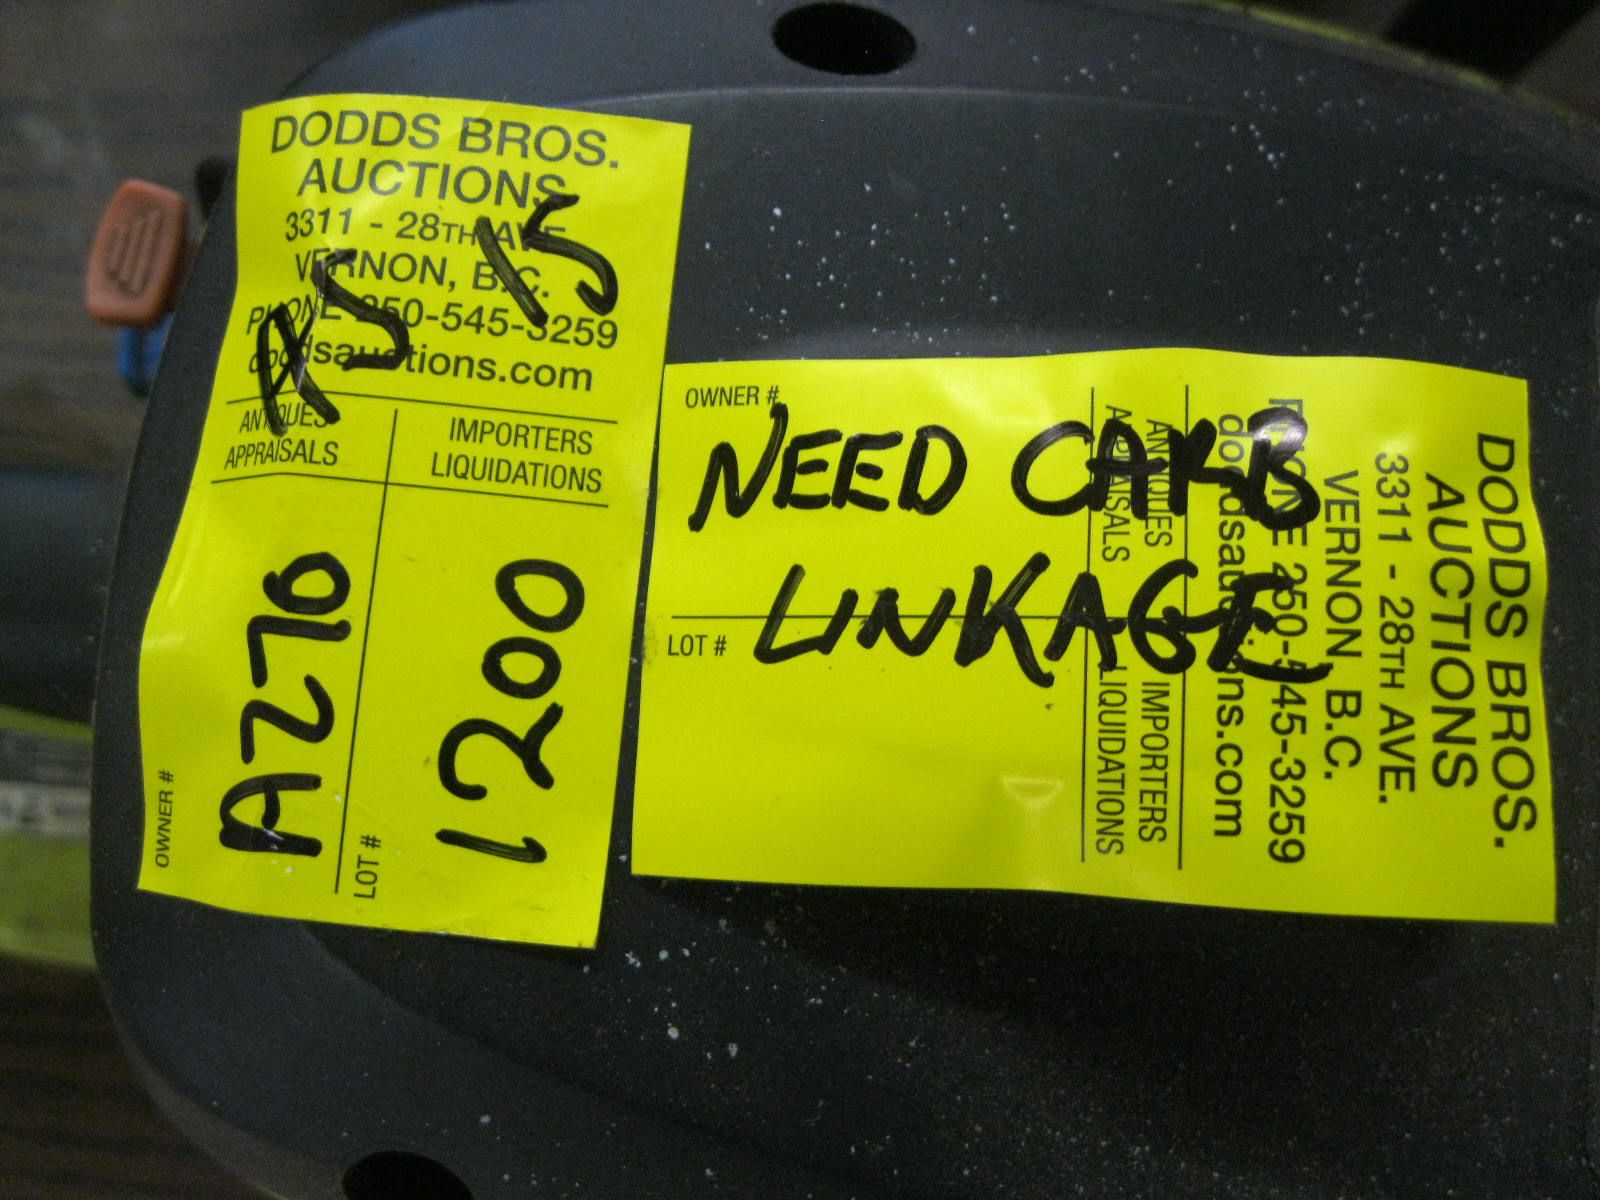 DODDS BROS.
AUCTIONS
3311 - 28TH AVE.
VERNON, B.C.
PHONE 250-545-3259
doddsauctions.com
AS IS
ANTIQUES
APPRAISALS
IMPORTERS
LIQUIDATIONS
OWNER #
A270
LOT #
1200
OWNER #
NEED CARB
LINKAGE
LOT #
DODDS BROS.
AUCTIONS
3311 - 28TH AVE.
VERNON B.C.
PHONE 250-545-3259
doddsauctions.com
ANTIQUES
APPRAISALS
IMPORTERS
LIQUIDATIONS